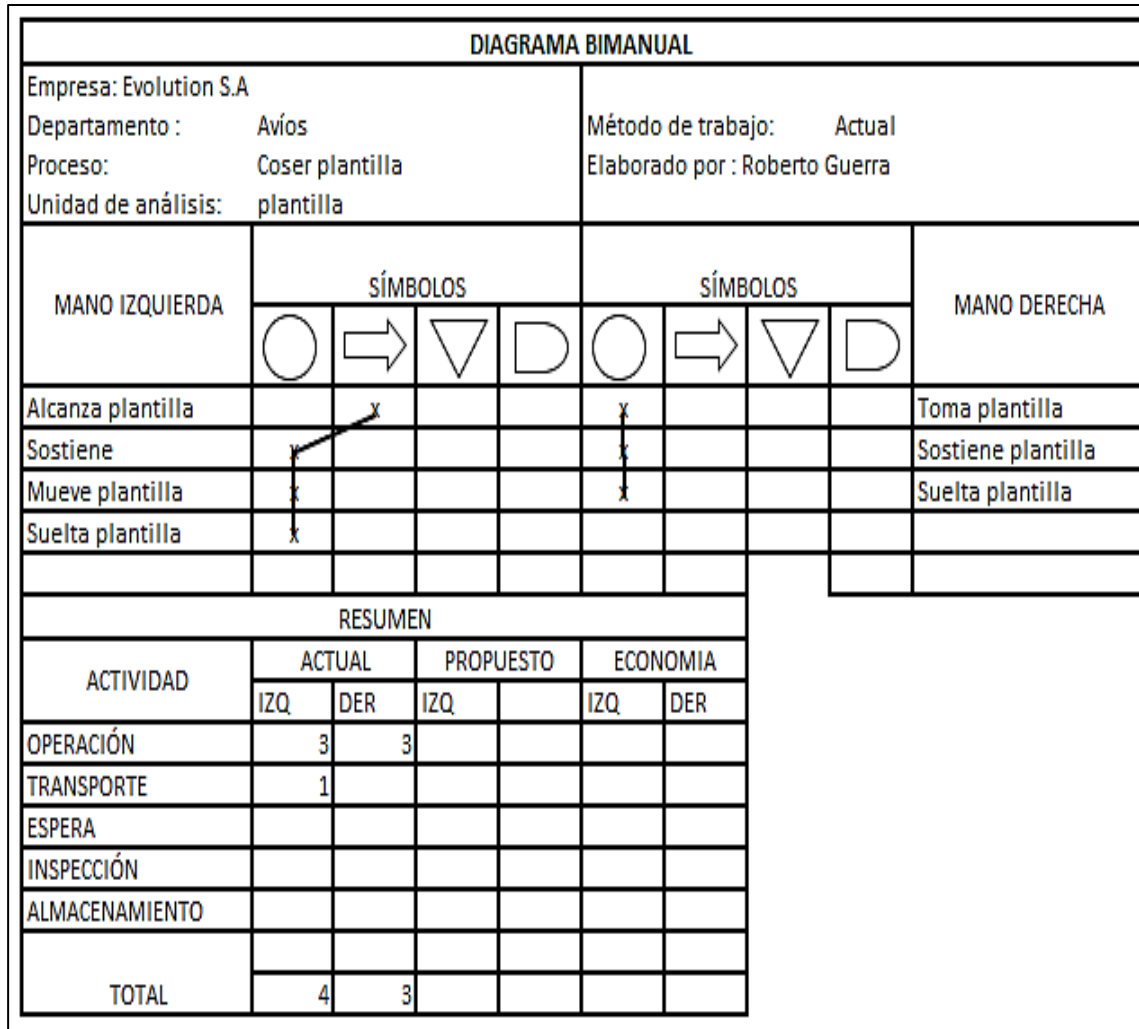 DIAGRAMA BIMANUAL
Empresa: Evolution S.A
Departamento : Avíos Método de trabajo: Actual
Proceso: Coser plantilla Elaborado por : Roberto Guerra
Unidad de análisis: plantilla
MANO IZQUIERDA SÍMBOLOS SÍMBOLOS MANO DERECHA
Alcanza plantilla x x Toma plantilla
Sostiene x x Sostiene plantilla
Mueve plantilla x x Suelta plantilla
Suelta plantilla x
RESUMEN
ACTIVIDAD ACTUAL PROPUESTO ECONOMIA
IZQ DER IZQ IZQ DER
OPERACIÓN 3 3
TRANSPORTE 1
ESPERA
INSPECCIÓN
ALMACENAMIENTO
TOTAL 4 3